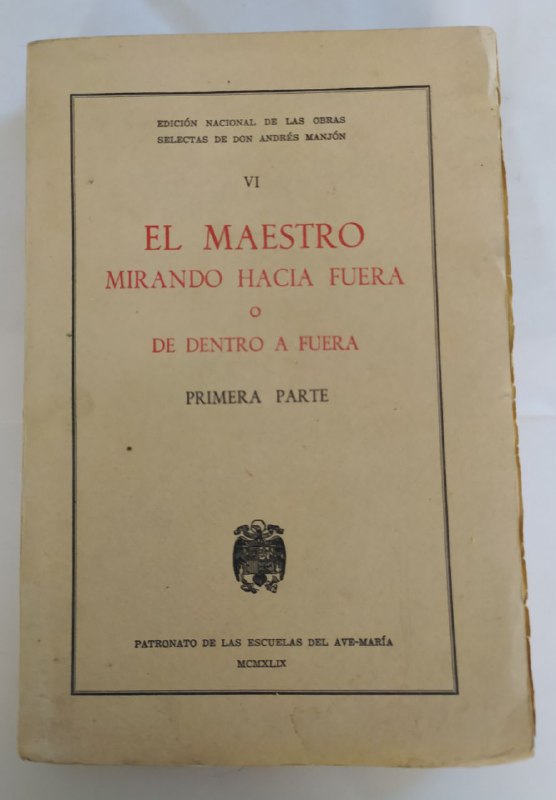 EDICIÓN NACIONAL DE LAS OBRAS
SELECTAS DE DON ANDRÉS MANJÓN
VI
EL MAESTRO
MIRANDO HACIA FUERA
O
DE DENTRO A FUERA
PRIMERA PARTE
PATRONATO DE LAS ESCUELAS DEL AVE-MARÍA
MCMXLIX